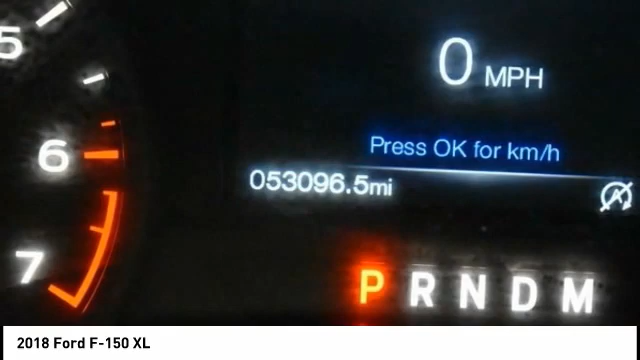 0 MPH
5
Press OK for km/h
6
053096.5mi
7
P R N D M
2018 Ford F-150 XL